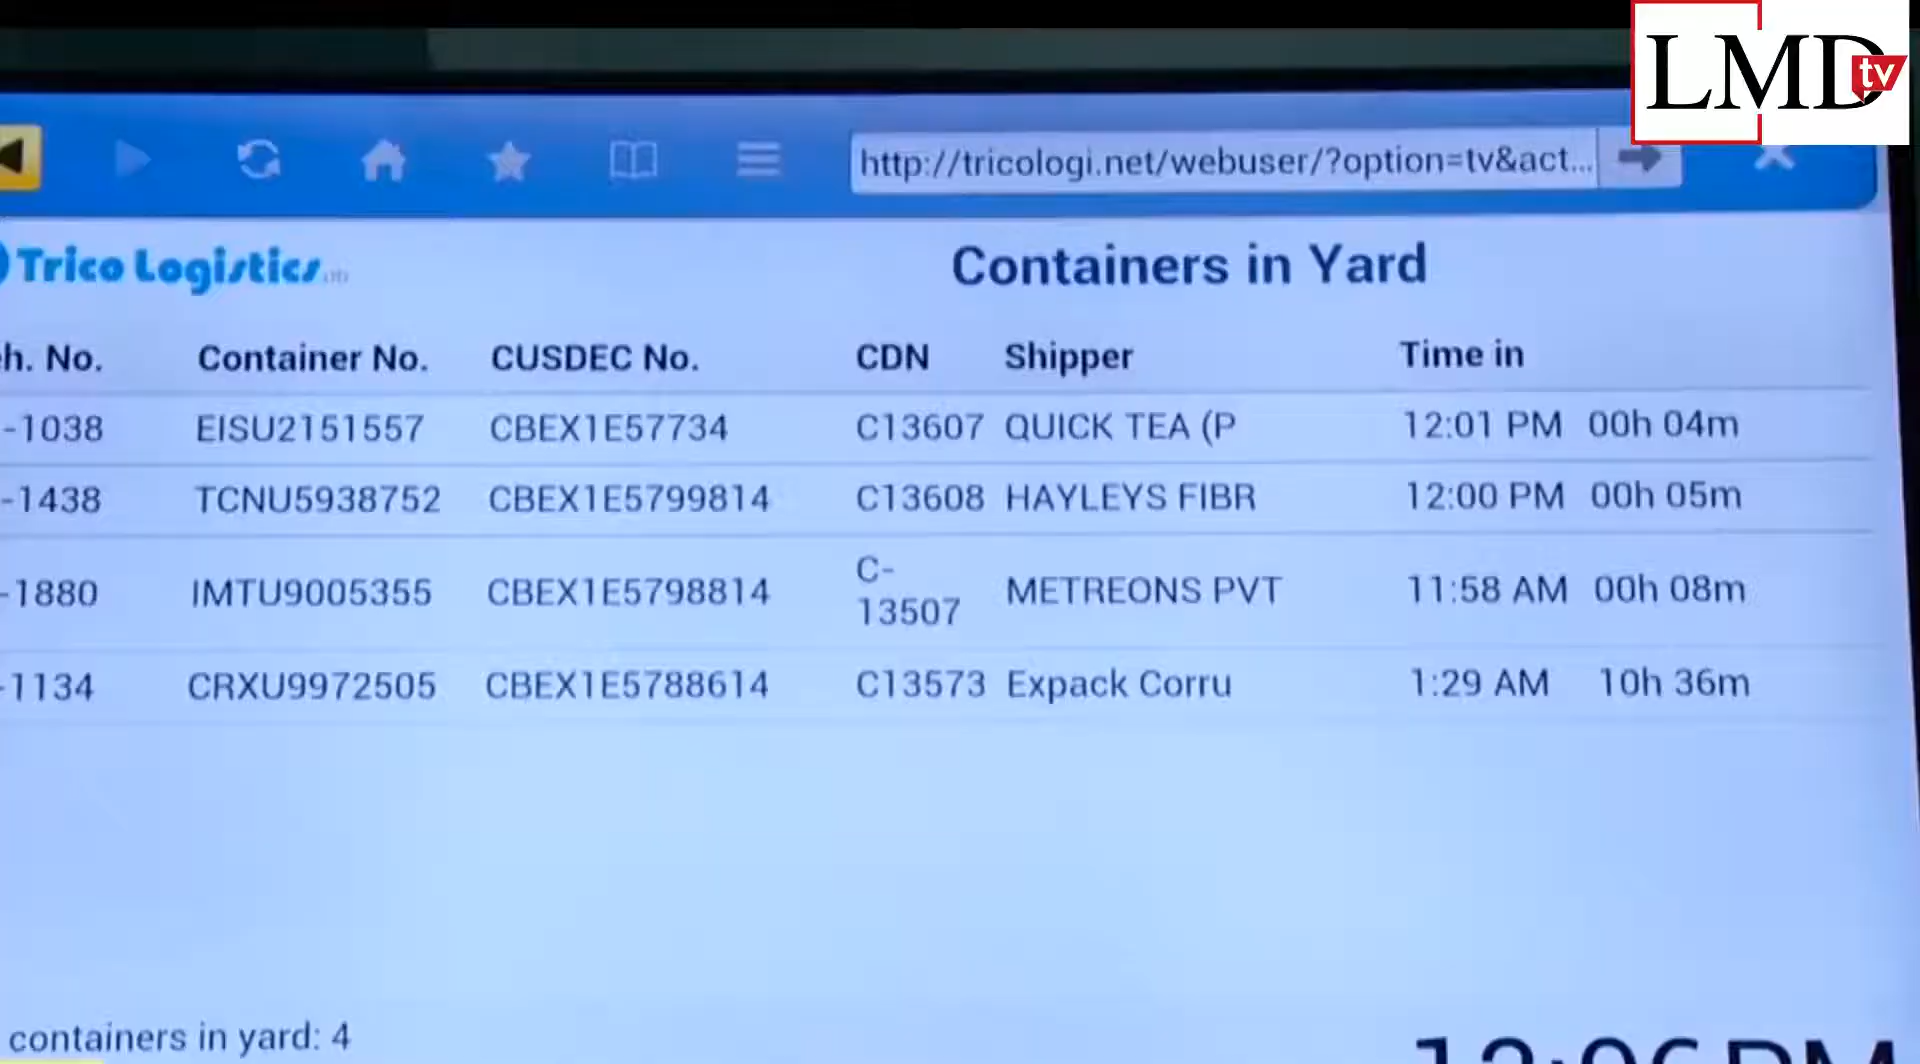 LMD tv
http://tricologi.net/webuser/?option=tv&act...
Trico Logistics
Containers in Yard
h. No. Container No. CUSDEC No. CDN Shipper Time in
-1038 EISU2151557 CBEX1E57734 C13607 QUICK TEA (P 12:01 PM 00h 04m
-1438 TCNU5938752 CBEX1E5799814 C13608 HAYLEYS FIBR 12:00 PM 00h 05m
-1880 IMTU9005355 CBEX1E5798814 C-13507 METREONS PVT 11:58 AM 00h 08m
-1134 CRXU9972505 CBEX1E5788614 C13573 Expack Corru 1:29 AM 10h 36m
containers in yard: 4
12:06 PM